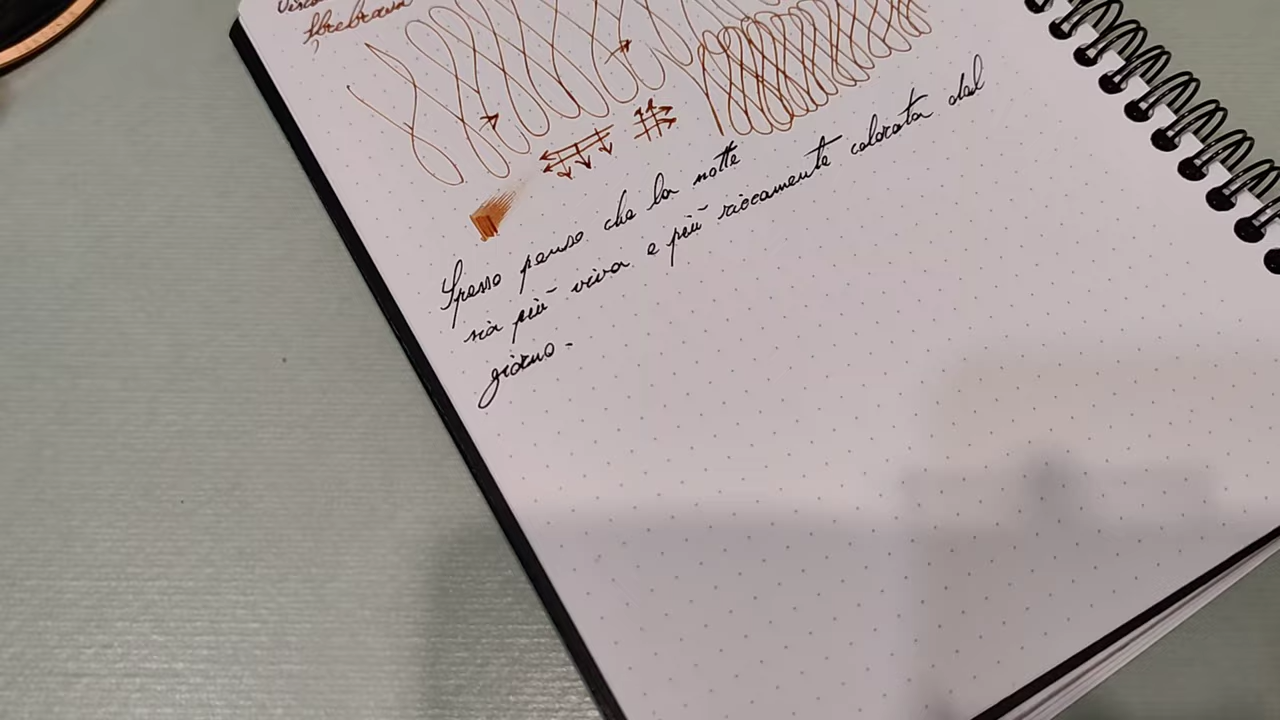 Spesso penso che la notte
sia più viva e più riccamente colorata del
giorno.